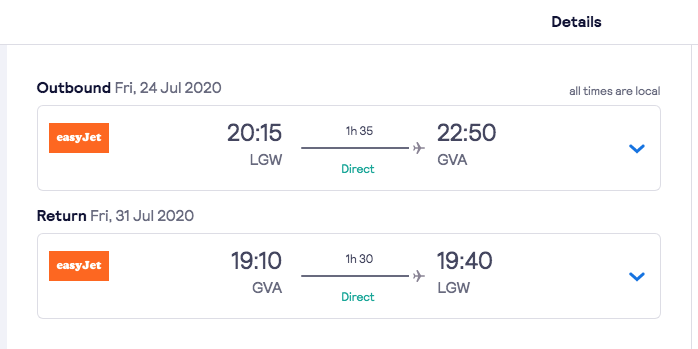 Details
Outbound Fri, 24 Jul 2020
all times are local
easyJet
20:15 1h 35 22:50
LGW Direct GVA
Return Fri, 31 Jul 2020
easyJet
19:10 1h 30 19:40
GVA Direct LGW